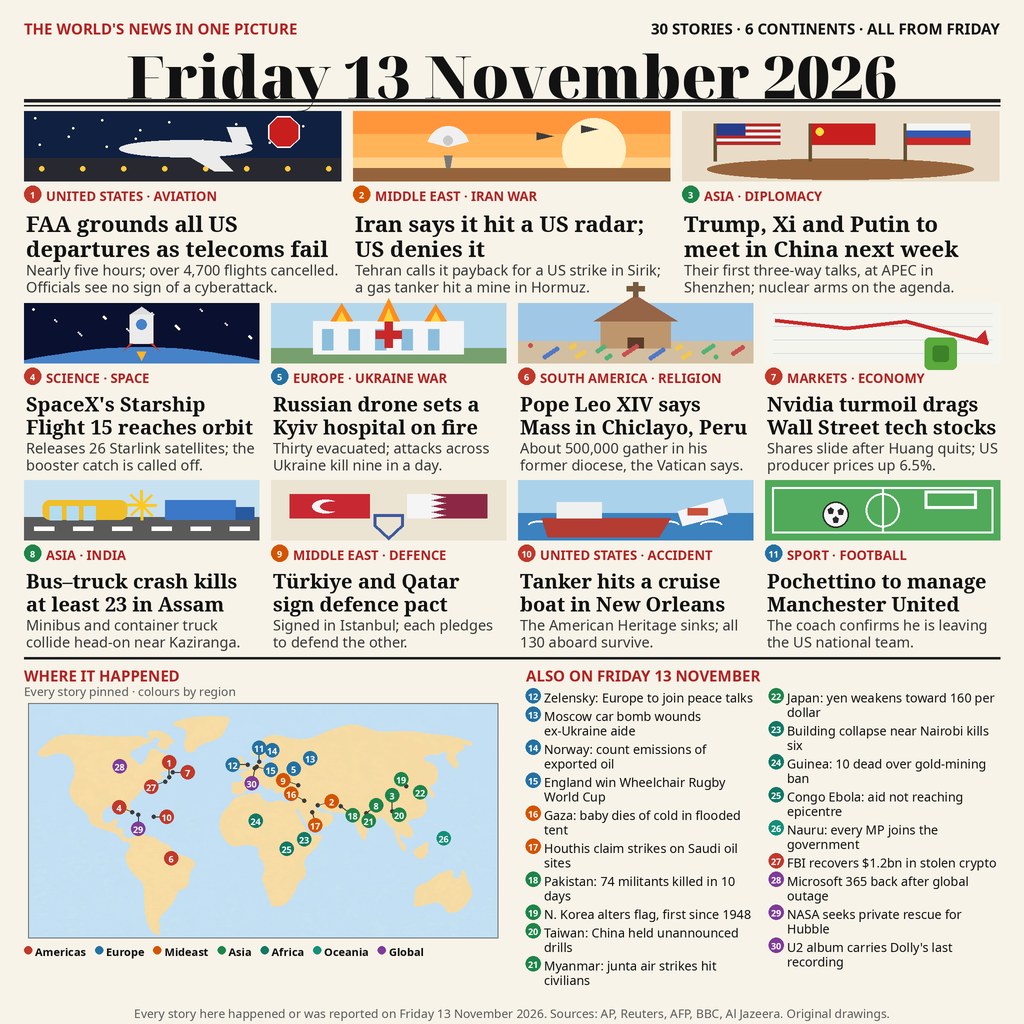 THE WORLD'S NEWS IN ONE PICTURE
30 STORIES · 6 CONTINENTS · ALL FROM FRIDAY
Friday 13 November 2026
1 UNITED STATES · AVIATION
FAA grounds all US
departures as telecoms fail
Nearly five hours; over 4,700 flights cancelled.
Officials see no sign of a cyberattack.
2 MIDDLE EAST · IRAN WAR
Iran says it hit a US radar;
US denies it
Tehran calls it payback for a US strike in Sirik;
a gas tanker hit a mine in Hormuz.
3 ASIA · DIPLOMACY
Trump, Xi and Putin to
meet in China next week
Their first three-way talks, at APEC in
Shenzhen; nuclear arms on the agenda.
4 SCIENCE · SPACE
SpaceX's Starship
Flight 15 reaches orbit
Releases 26 Starlink satellites; the
booster catch is called off.
5 EUROPE · UKRAINE WAR
Russian drone sets a
Kyiv hospital on fire
Thirty evacuated; attacks across
Ukraine kill nine in a day.
6 SOUTH AMERICA · RELIGION
Pope Leo XIV says
Mass in Chiclayo, Peru
About 500,000 gather in his
former diocese, the Vatican says.
7 MARKETS · ECONOMY
Nvidia turmoil drags
Wall Street tech stocks
Shares slide after Huang quits; US
producer prices up 6.5%.
8 ASIA · INDIA
Bus–truck crash kills
at least 23 in Assam
Minibus and container truck
collide head-on near Kaziranga.
9 MIDDLE EAST · DEFENCE
Türkiye and Qatar
sign defence pact
Signed in Istanbul; each pledges
to defend the other.
10 UNITED STATES · ACCIDENT
Tanker hits a cruise
boat in New Orleans
The American Heritage sinks; all
130 aboard survive.
11 SPORT · FOOTBALL
Pochettino to manage
Manchester United
The coach confirms he is leaving
the US national team.
WHERE IT HAPPENED
Every story pinned · colours by region
11 14
13
12
15 5
28
1
7
27
30
9
16
19
3
22
4
10
29
2
8
18
21
20
17
24
23
25
26
6
Americas Europe Mideast Asia Africa Oceania Global
ALSO ON FRIDAY 13 NOVEMBER
12 Zelensky: Europe to join peace talks
13 Moscow car bomb wounds
ex-Ukraine aide
14 Norway: count emissions of
exported oil
15 England win Wheelchair Rugby
World Cup
16 Gaza: baby dies of cold in flooded
tent
17 Houthis claim strikes on Saudi oil
sites
18 Pakistan: 74 militants killed in 10
days
19 N. Korea alters flag, first since 1948
20 Taiwan: China held unannounced
drills
21 Myanmar: junta air strikes hit
civilians
22 Japan: yen weakens toward 160 per
dollar
23 Building collapse near Nairobi kills
six
24 Guinea: 10 dead over gold-mining
ban
25 Congo Ebola: aid not reaching
epicentre
26 Nauru: every MP joins the
government
27 FBI recovers $1.2bn in stolen crypto
28 Microsoft 365 back after global
outage
29 NASA seeks private rescue for
Hubble
30 U2 album carries Dolly's last
recording
Every story here happened or was reported on Friday 13 November 2026. Sources: AP, Reuters, AFP, BBC, Al Jazeera. Original drawings.